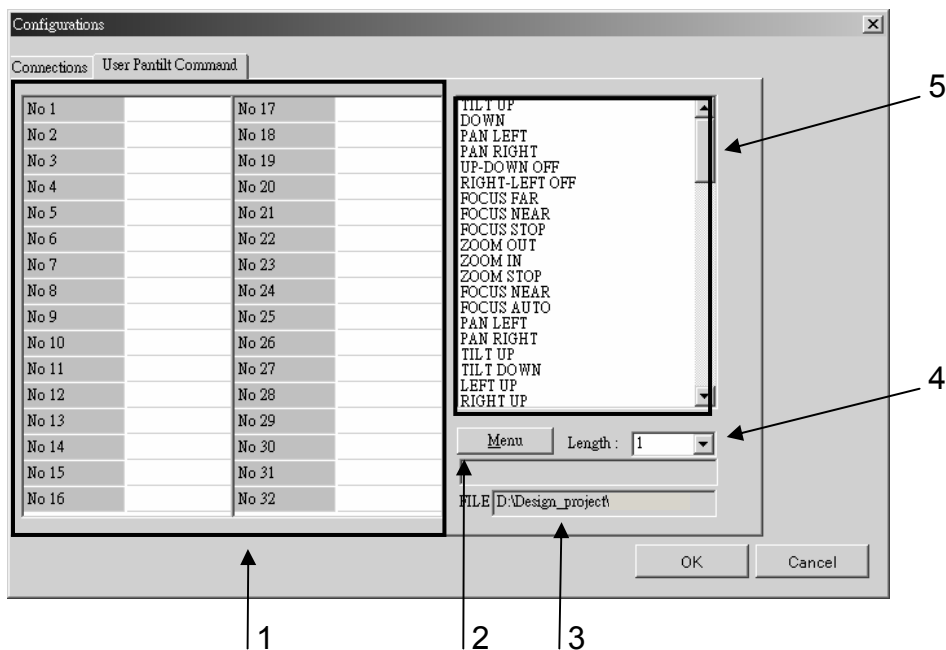 Configurations
Connections User Pantilt Command
No 1 No 17
No 2 No 18
No 3 No 19
No 4 No 20
No 5 No 21
No 6 No 22
No 7 No 23
No 8 No 24
No 9 No 25
No 10 No 26
No 11 No 27
No 12 No 28
No 13 No 29
No 14 No 30
No 15 No 31
No 16 No 32
TILT UP
DOWN
PAN LEFT
PAN RIGHT
UP-DOWN OFF
RIGHT-LEFT OFF
FOCUS FAR
FOCUS NEAR
FOCUS STOP
ZOOM OUT
ZOOM IN
ZOOM STOP
FOCUS NEAR
FOCUS AUTO
PAN LEFT
PAN RIGHT
TILT UP
TILT DOWN
LEFT UP
RIGHT UP
5
Menu Length : 1
4
FILE D:\Design_project\
OK Cancel
1 2 3